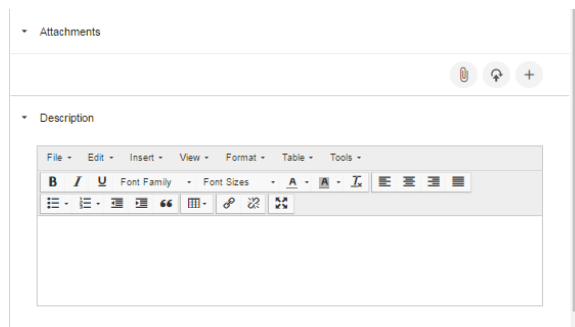 Attachments
Description
File Edit Insert View Format Table Tools
B I U Font Family Font Sizes A A Tx